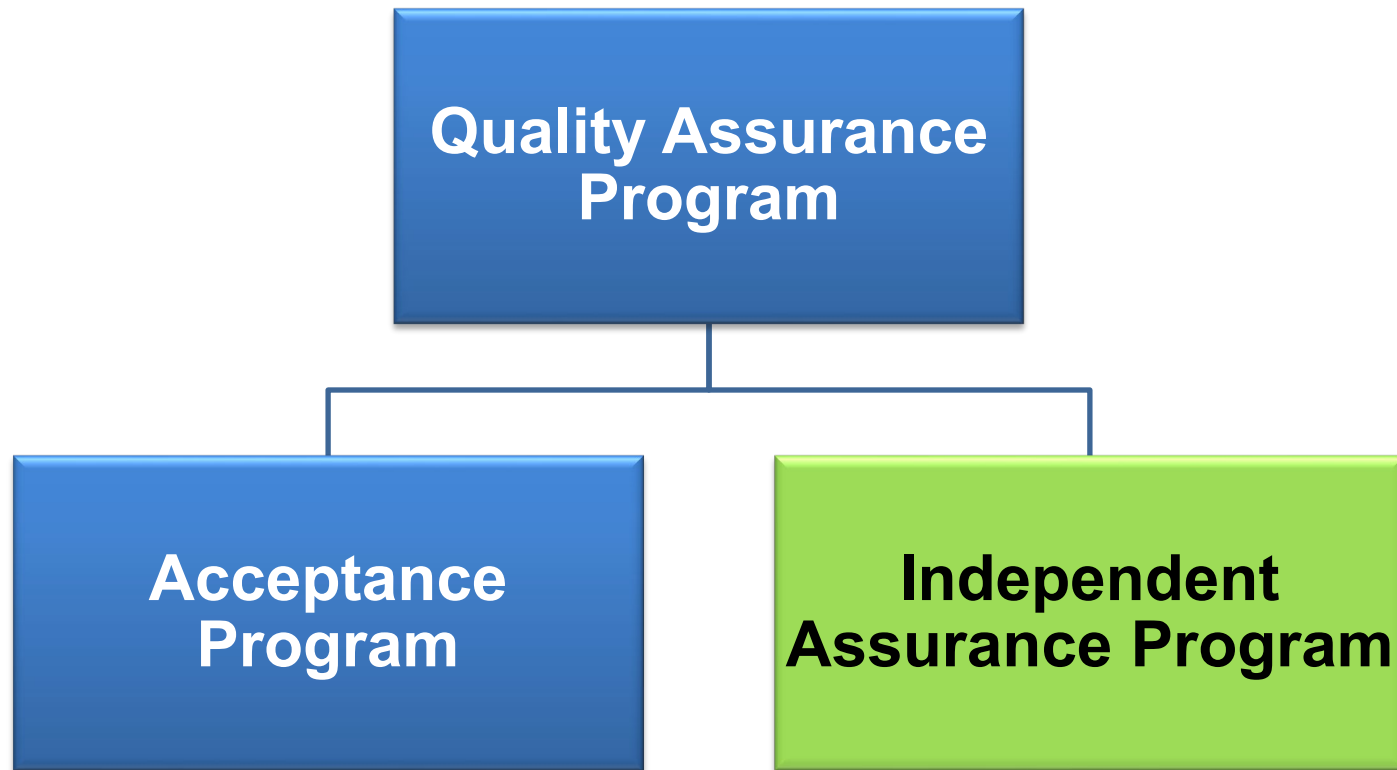 Quality Assurance
Program
Acceptance
Program
Independent
Assurance Program